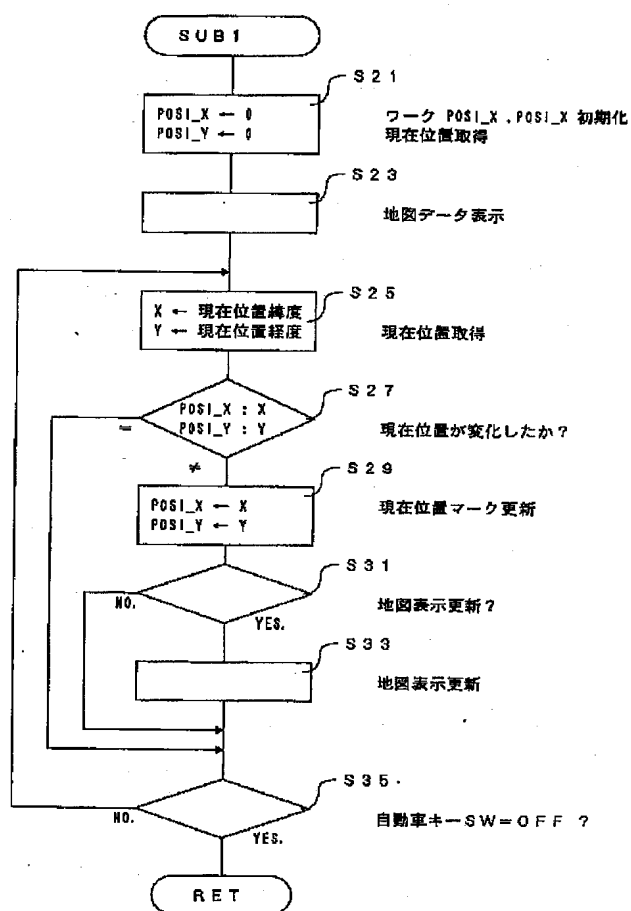 SUB1
S21
POSI_X ← 0
POSI_Y ← 0
ワーク POSI_X , POSI_X 初期化
現在位置取得
S23
地図データ表示
S25
X ← 現在位置緯度
Y ← 現在位置経度
現在位置取得
S27
POSI_X : X
POSI_Y : Y
現在位置が変化したか?
=
≠
S29
POSI_X ← X
POSI_Y ← Y
現在位置マーク更新
S31
地図表示更新?
NO.
YES.
S33
地図表示更新
S35.
自動車キーSW=OFF ?
NO.
YES.
RET